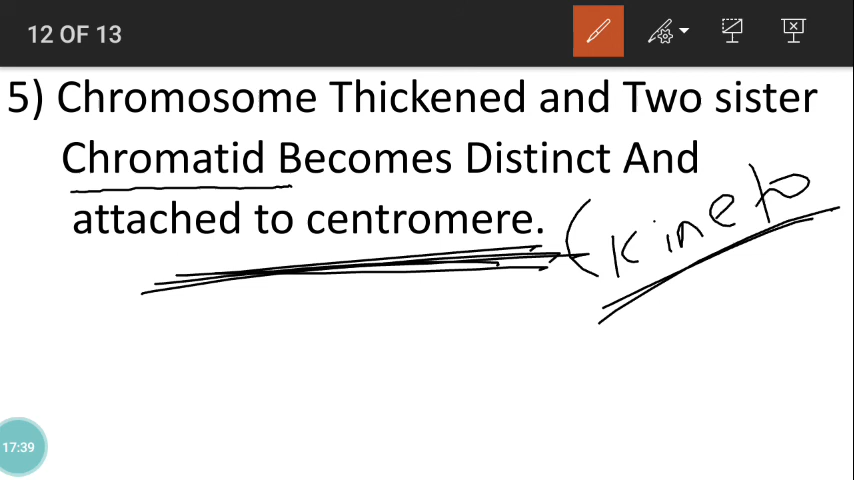 12 OF 13
5) Chromosome Thickened and Two sister
Chromatid Becomes Distinct And
attached to centromere. (Kineto
17:39